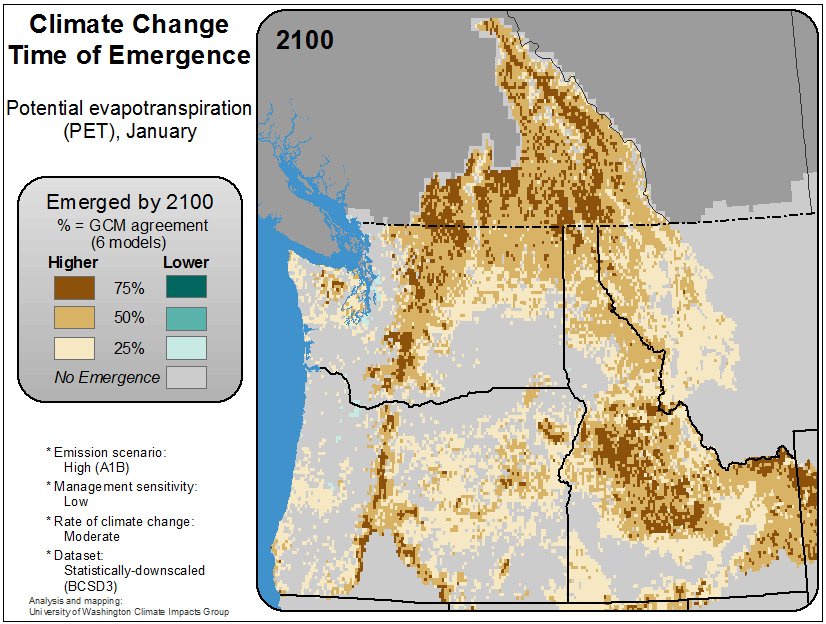 Climate Change
Time of Emergence
2100
Potential evapotranspiration
(PET), January
Emerged by 2100
% = GCM agreement
(6 models)
Higher Lower
75%
50%
25%
No Emergence
* Emission scenario:
High (A1B)
* Management sensitivity:
Low
* Rate of climate change:
Moderate
* Dataset:
Statistically-downscaled
(BCSD3)
Analysis and mapping:
University of Washington Climate Impacts Group